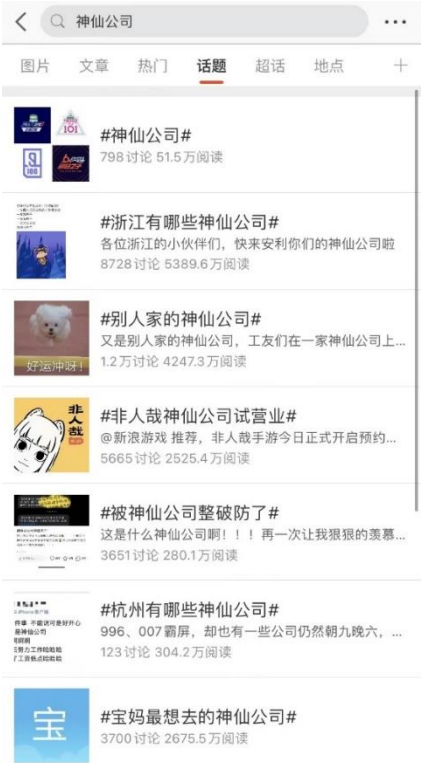 神仙公司
图片 文章 热门 话题 超话 地点
#神仙公司#
101
798讨论 51.5万阅读
#浙江有哪些神仙公司#
各位浙江的小伙伴们，快来安利你们的神仙公司啦
8728讨论 5389.6万阅读
#别人家的神仙公司#
又是别人家的神仙公司，工友们在一家神仙公司上...
好运冲呀！
1.2万讨论 4247.3万阅读
#非人哉神仙公司试营业#
非人哉
@新浪游戏 推荐，非人哉手游今日正式开启预约...
5665讨论 2525.4万阅读
#被神仙公司整破防了#
这是什么神仙公司啊！！！再一次让我狠狠的羡慕...
3651讨论 280.1万阅读
#杭州有哪些神仙公司#
996、007霸屏，却也有一些公司仍然朝九晚六，...
123讨论 304.2万阅读
宝
#宝妈最想去的神仙公司#
3700讨论 2675.5万阅读